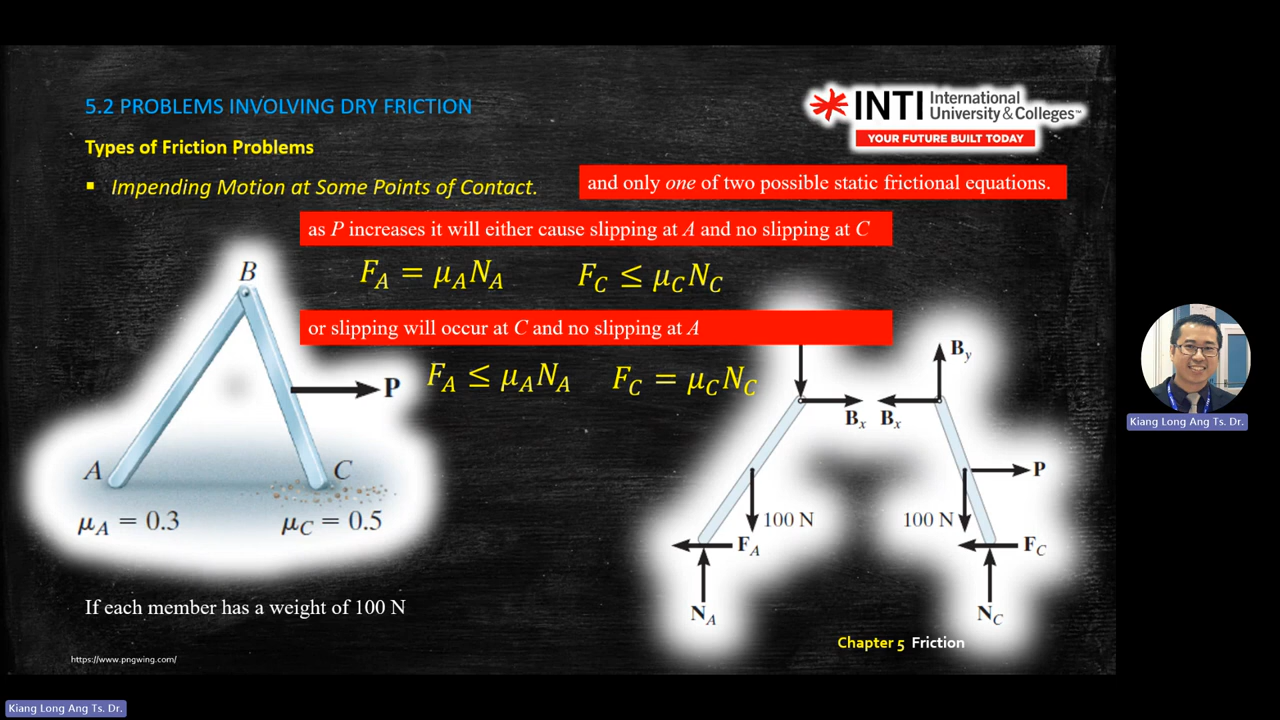 5.2 PROBLEMS INVOLVING DRY FRICTION
INTI International
University & Colleges™
YOUR FUTURE BUILT TODAY
Types of Friction Problems
▪ Impending Motion at Some Points of Contact.
and only one of two possible static frictional equations.
as P increases it will either cause slipping at A and no slipping at C
F_A = μ_A N_A
F_C ≤ μ_C N_C
or slipping will occur at C and no slipping at A
F_A ≤ μ_A N_A
F_C = μ_C N_C
B
P
A
C
μ_A = 0.3
μ_C = 0.5
B_y
B_x
B_x
P
100 N
100 N
F_A
F_C
N_A
N_C
If each member has a weight of 100 N
Chapter 5 Friction
https://www.pngwing.com/
Kiang Long Ang Ts. Dr.
Kiang Long Ang Ts. Dr.